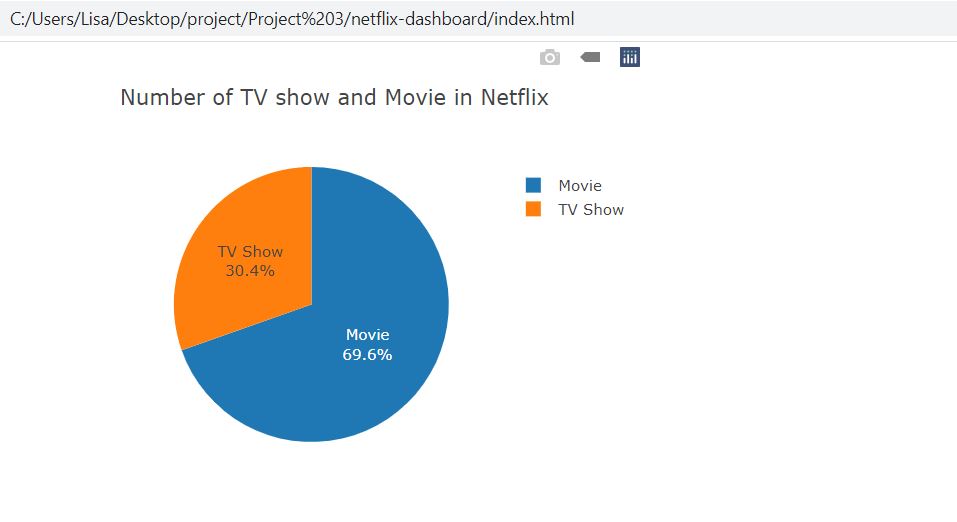 C:/Users/Lisa/Desktop/project/Project%203/netflix-dashboard/index.html
Number of TV show and Movie in Netflix
Movie
TV Show
TV Show
30.4%
Movie
69.6%